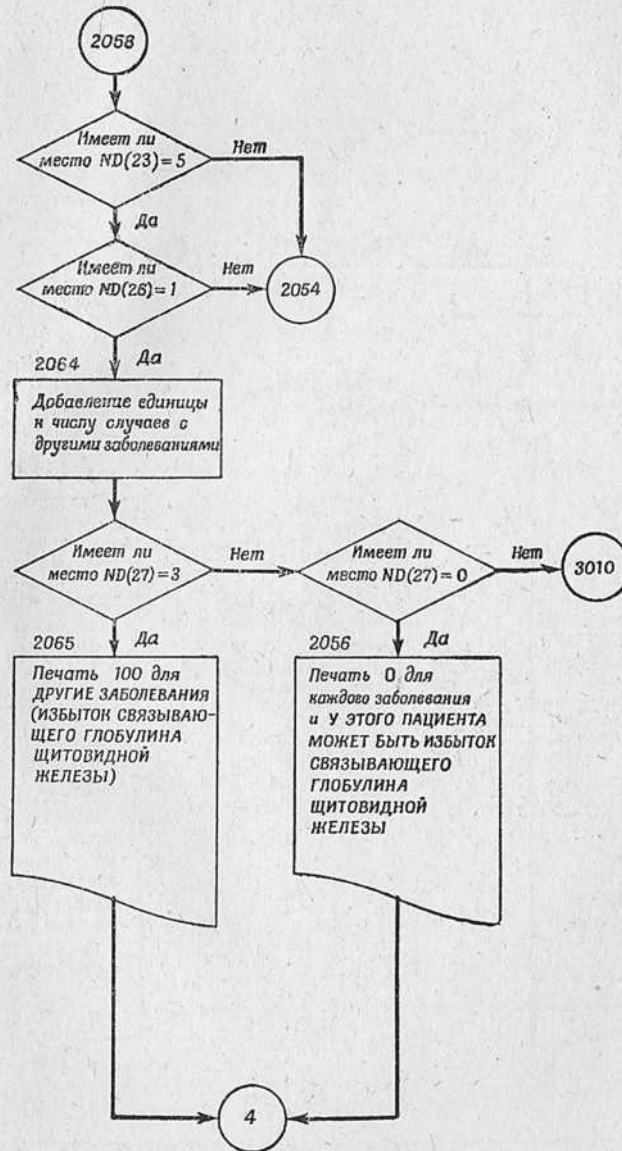 2058
Имеет ли
место ND(23)=5
Нет
Да
Имеет ли
место ND(26)=1
Нет
2054
2064
Да
Добавление единицы
к числу случаев с
другими заболеваниями
Имеет ли
место ND(27)=3
Нет
Имеет ли
место ND(27)=0
Нет
3010
2065
Да
Печать 100 для
ДРУГИЕ ЗАБОЛЕВАНИЯ
(ИЗБЫТОК СВЯЗЫВАЮ-
ЩЕГО ГЛОБУЛИНА
ЩИТОВИДНОЙ
ЖЕЛЕЗЫ)
2056
Да
Печать 0 для
каждого заболевания
и У ЭТОГО ПАЦИЕНТА
МОЖЕТ БЫТЬ ИЗБЫТОК
СВЯЗЫВАЮЩЕГО
ГЛОБУЛИНА
ЩИТОВИДНОЙ
ЖЕЛЕЗЫ
4